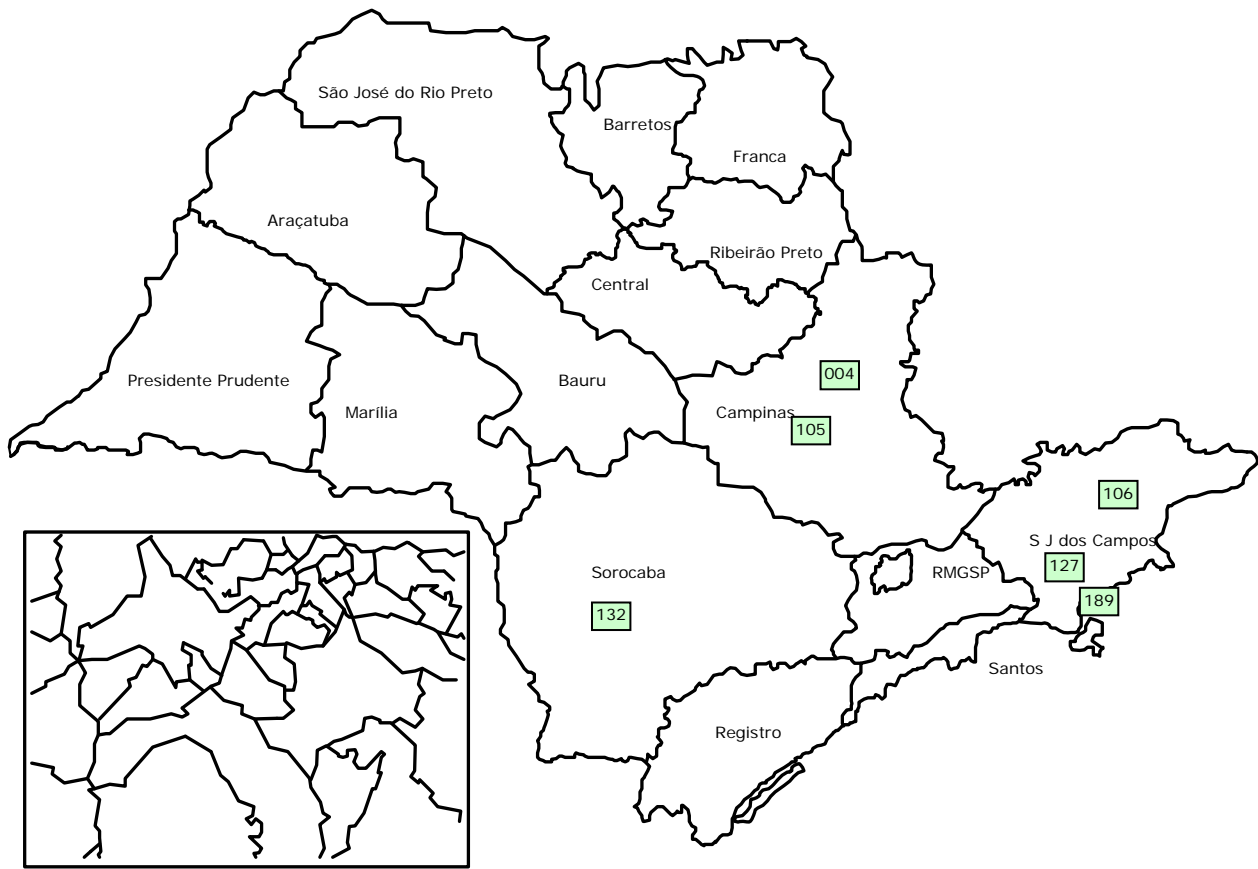 São José do Rio Preto
Barretos
Franca
Araçatuba
Ribeirão Preto
Central
004
Presidente Prudente
Bauru
Marília
Campinas
105
106
S J dos Campos
127
Sorocaba
RMGSP
189
132
Santos
Registro